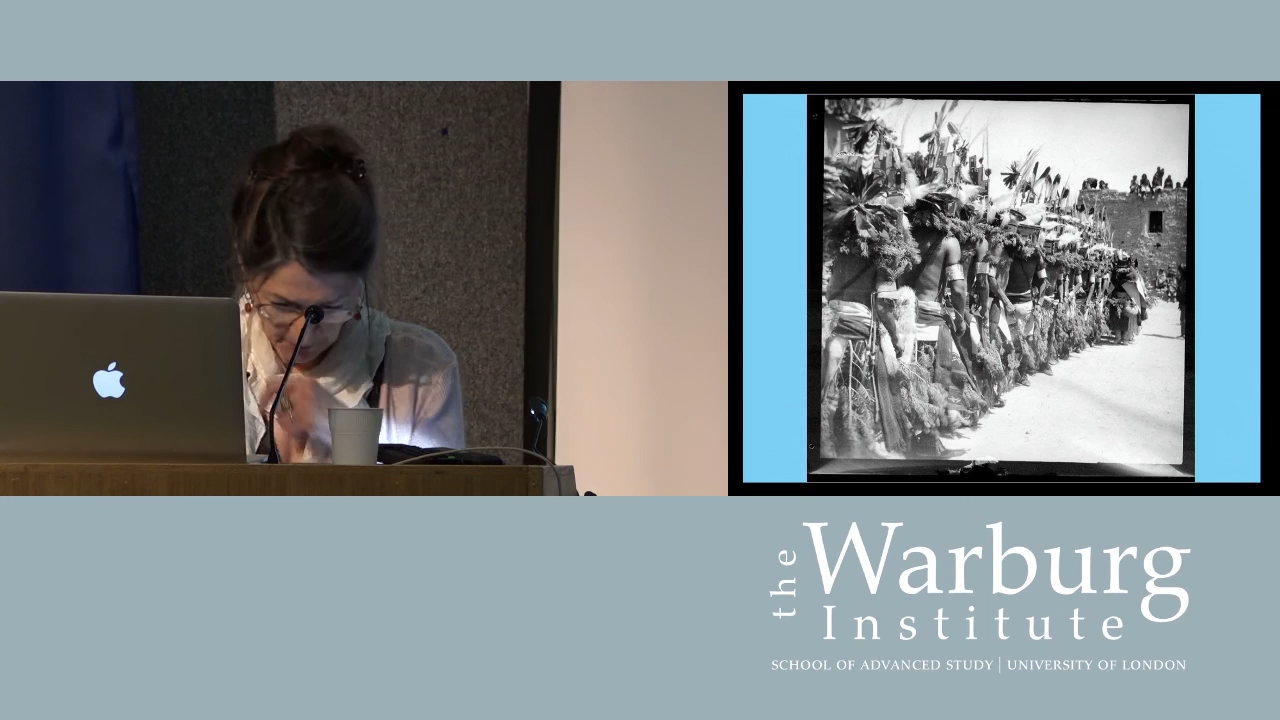 the Warburg
Institute
SCHOOL OF ADVANCED STUDY | UNIVERSITY OF LONDON